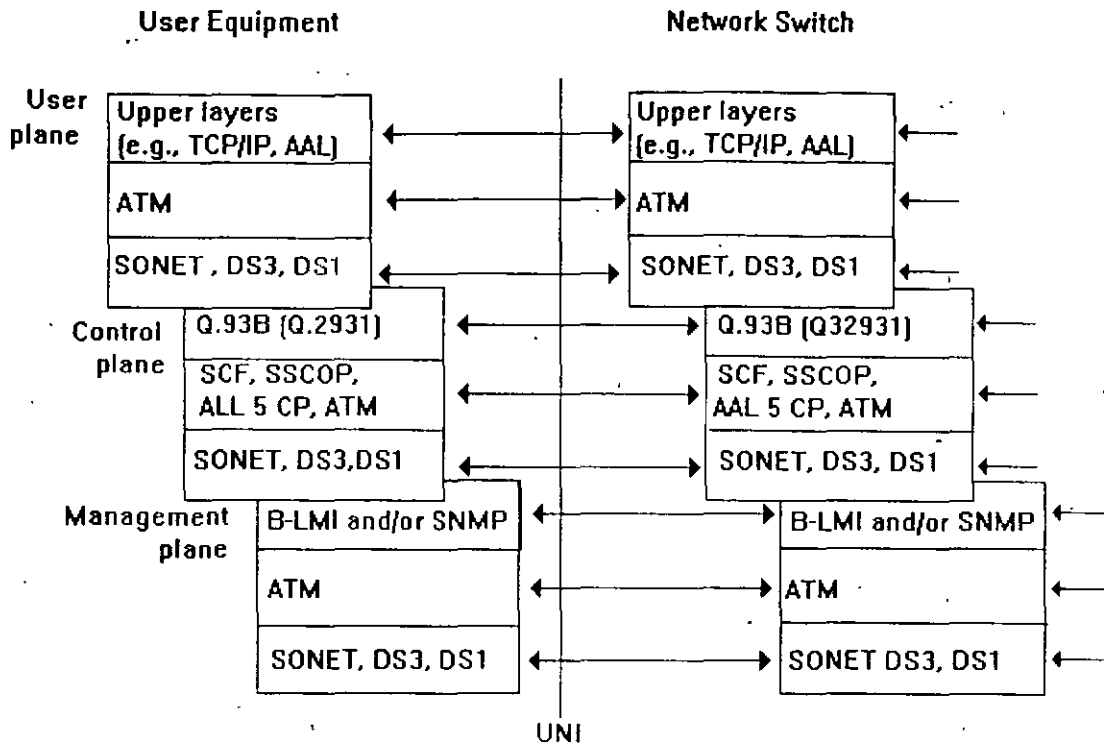 User Equipment
Network Switch
User
plane
Upper layers
(e.g., TCP/IP, AAL)
ATM
SONET , DS3, DS1
Upper layers
(e.g., TCP/IP, AAL)
ATM
SONET, DS3, DS1
Control
plane
Q.93B (Q.2931)
SCF, SSCOP,
ALL 5 CP, ATM
SONET, DS3,DS1
Q.93B (Q32931)
SCF, SSCOP,
AAL 5 CP, ATM
SONET, DS3, DS1
Management
plane
B-LMI and/or SNMP
ATM
SONET, DS3, DS1
B-LMI and/or SNMP
ATM
SONET DS3, DS1
UNI